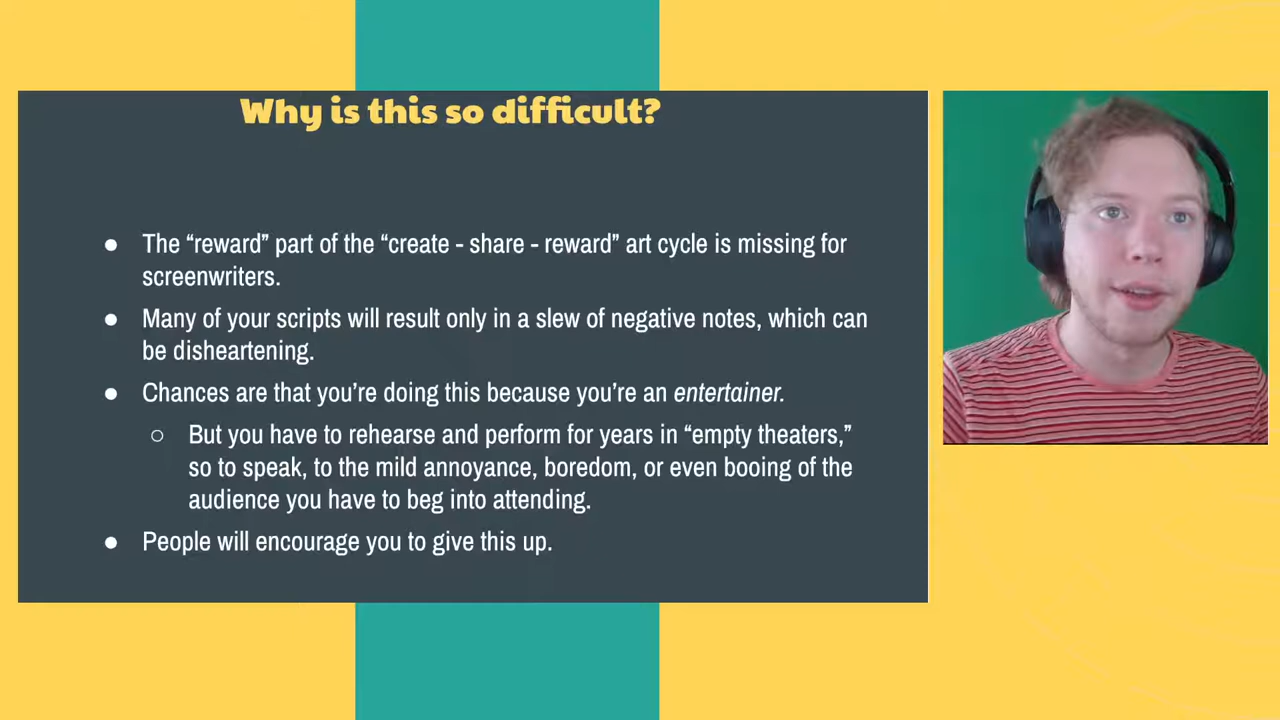 Why is this so difficult?
● The “reward” part of the “create - share - reward” art cycle is missing for
screenwriters.
● Many of your scripts will result only in a slew of negative notes, which can
be disheartening.
● Chances are that you’re doing this because you’re an entertainer.
○ But you have to rehearse and perform for years in “empty theaters,”
so to speak, to the mild annoyance, boredom, or even booing of the
audience you have to beg into attending.
● People will encourage you to give this up.